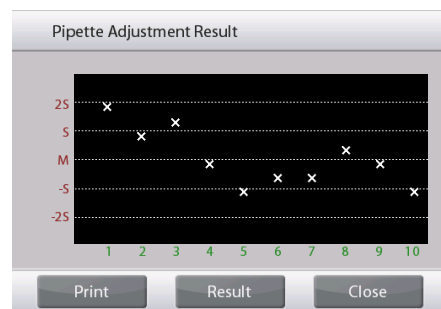 Pipette Adjustment Result
2S
S
M
-S
-2S
1 2 3 4 5 6 7 8 9 10
Print Result Close